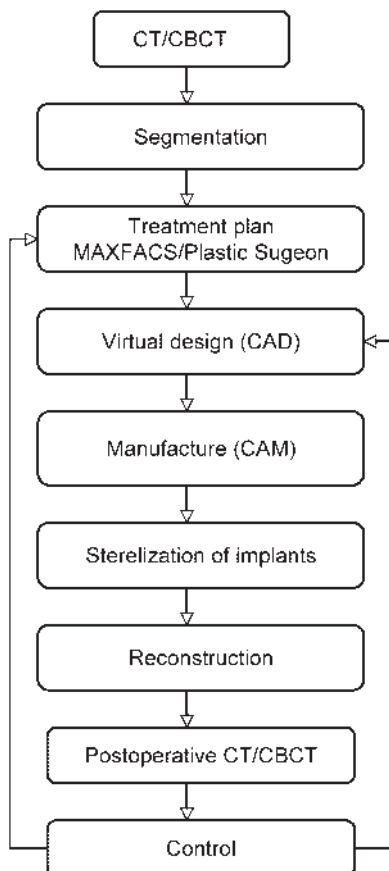 CT/CBCT
Segmentation
Treatment plan
MAXFACS/Plastic Sugeon
Virtual design (CAD)
Manufacture (CAM)
Sterelization of implants
Reconstruction
Postoperative CT/CBCT
Control